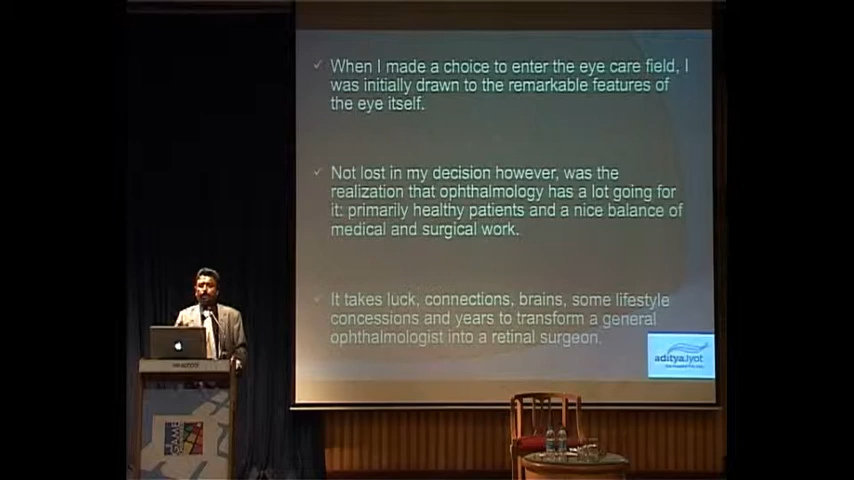 When I made a choice to enter the eye care field, I
was initially drawn to the remarkable features of
the eye itself.
Not lost in my decision however, was the
realization that ophthalmology has a lot going for
it: primarily healthy patients and a nice balance of
medical and surgical work.
It takes luck, connections, brains, some lifestyle
concessions and years to transform a general
ophthalmologist into a retinal surgeon.
aditya jyot